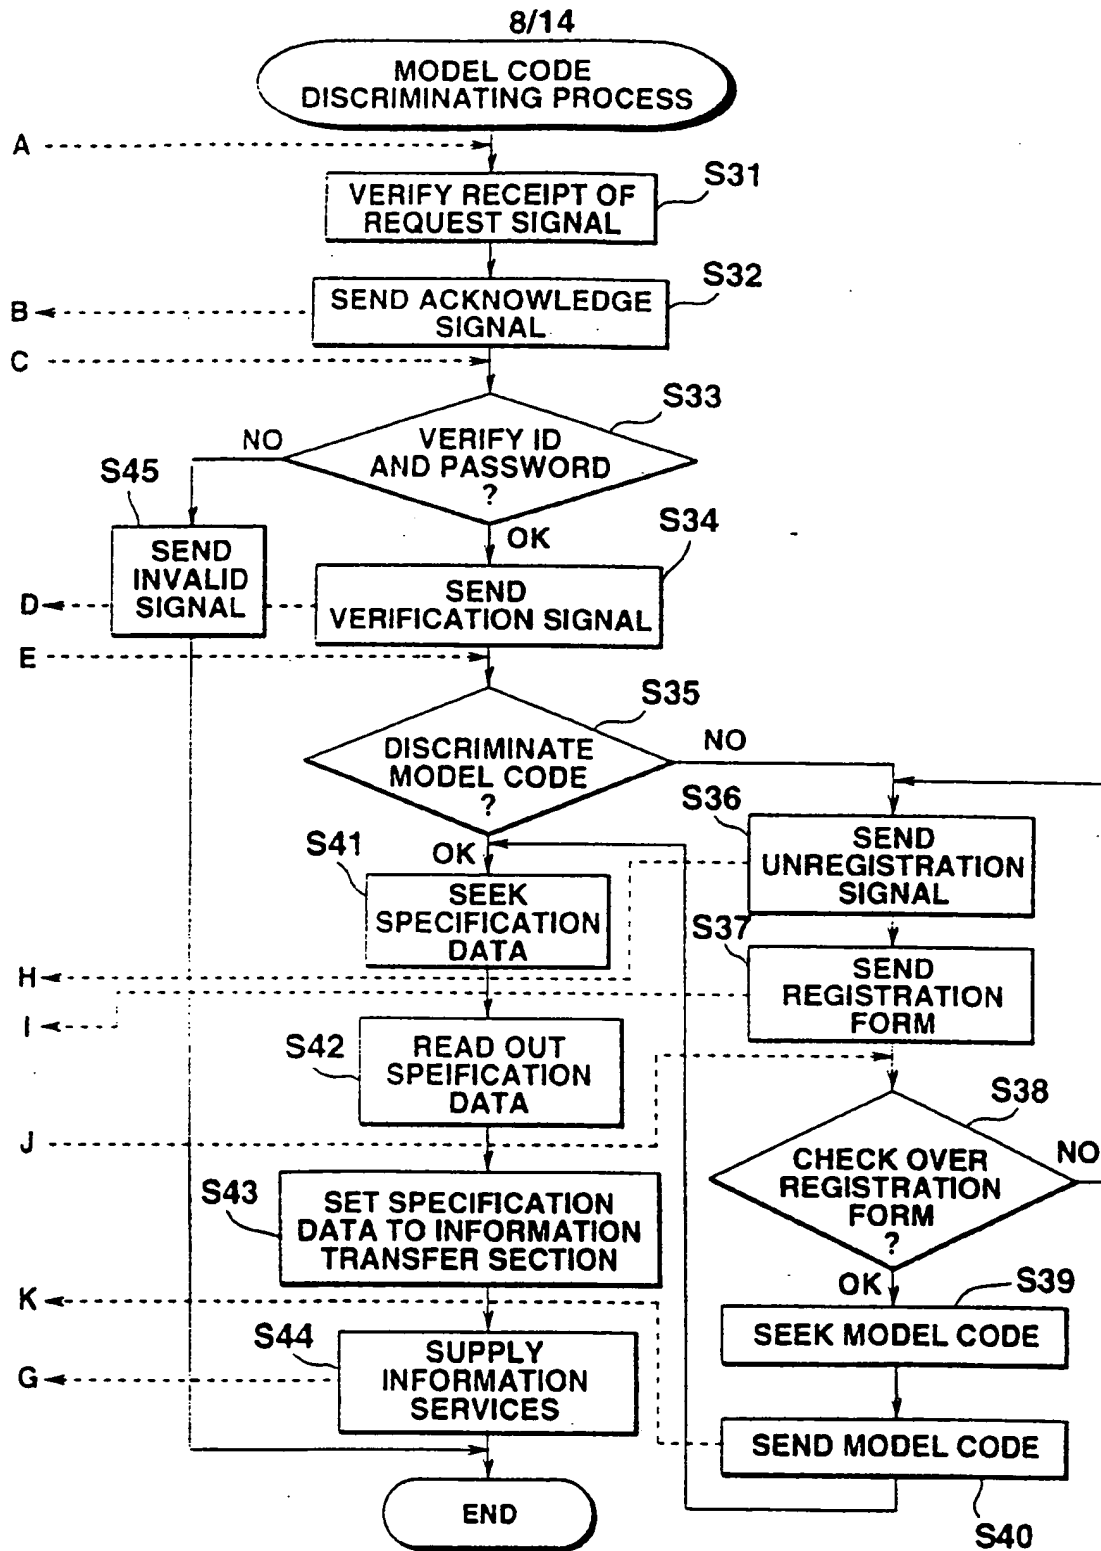 8/14
MODEL CODE
DISCRIMINATING PROCESS
A
S31
VERIFY RECEIPT OF
REQUEST SIGNAL
S32
SEND ACKNOWLEDGE
SIGNAL
B
C
S33
NO
VERIFY ID
AND PASSWORD
?
S45
OK
S34
SEND
INVALID
SIGNAL
SEND
VERIFICATION SIGNAL
D
E
S35
DISCRIMINATE
MODEL CODE
?
NO
S36
SEND
UNREGISTRATION
SIGNAL
S41
OK
SEEK
SPECIFICATION
DATA
S37
SEND
REGISTRATION
FORM
H
I
S42
READ OUT
SPEIFICATION
DATA
J
S38
CHECK OVER
REGISTRATION
FORM
?
NO
S43
SET SPECIFICATION
DATA TO INFORMATION
TRANSFER SECTION
OK
S39
SEEK MODEL CODE
K
S44
SUPPLY
INFORMATION
SERVICES
G
SEND MODEL CODE
S40
END